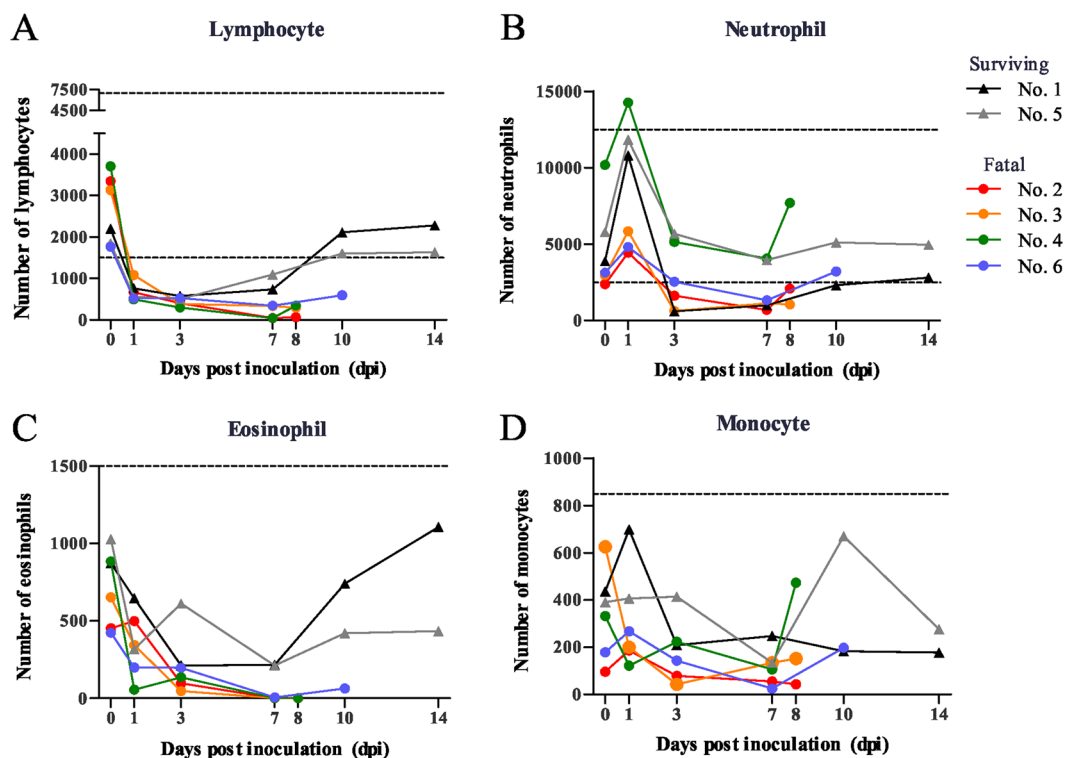 A
Lymphocyte
Number of lymphocytes
7500
4500
4000
3000
2000
1000
0
0 1 3 7 8 10 14
Days post inoculation (dpi)
B
Neutrophil
Number of neutrophils
15000
10000
5000
0
0 1 3 7 8 10 14
Days post inoculation (dpi)
Surviving
No. 1
No. 5
Fatal
No. 2
No. 3
No. 4
No. 6
C
Eosinophil
Number of eosinophils
1500
1000
500
0
0 1 3 7 8 10 14
Days post inoculation (dpi)
D
Monocyte
Number of monocytes
1000
800
600
400
200
0
0 1 3 7 8 10 14
Days post inoculation (dpi)